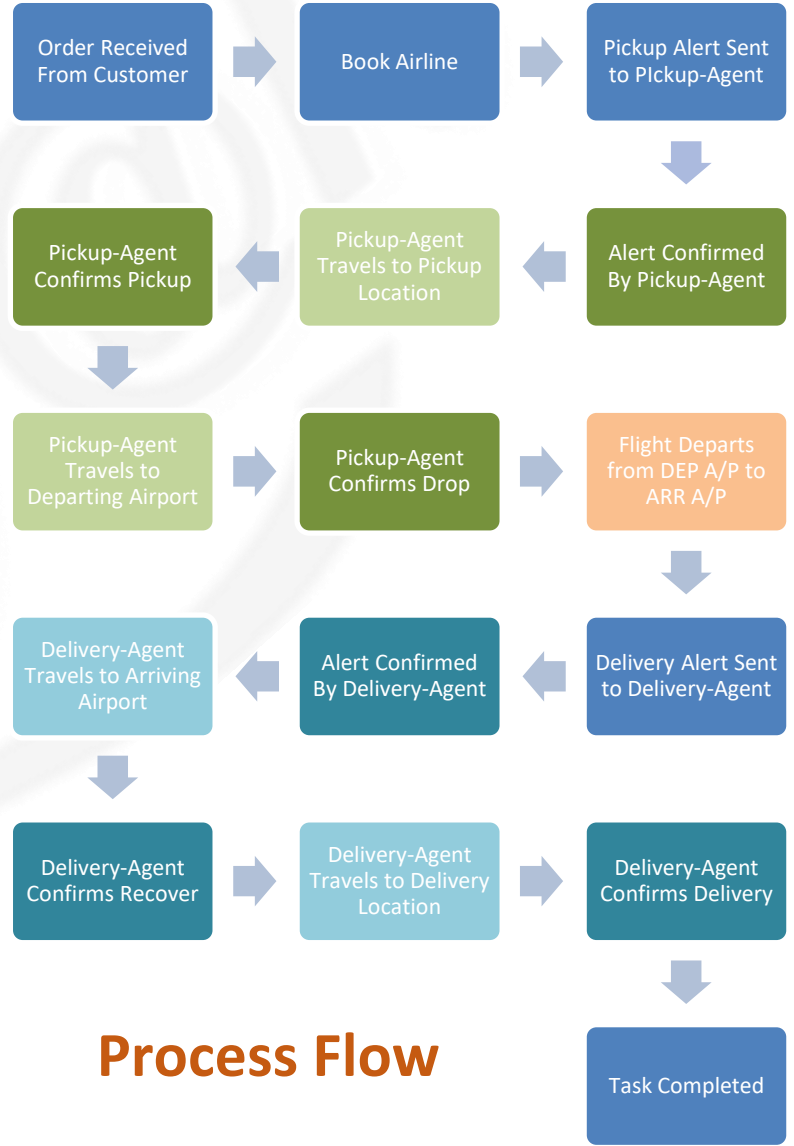 Order Received
From Customer
Book Airline
Pickup Alert Sent
to PIckup-Agent
Alert Confirmed
By Pickup-Agent
Pickup-Agent
Travels to Pickup
Location
Pickup-Agent
Confirms Pickup
Pickup-Agent
Travels to
Departing Airport
Pickup-Agent
Confirms Drop
Flight Departs
from DEP A/P to
ARR A/P
Delivery Alert Sent
to Delivery-Agent
Alert Confirmed
By Delivery-Agent
Delivery-Agent
Travels to Arriving
Airport
Delivery-Agent
Confirms Recover
Delivery-Agent
Travels to Delivery
Location
Delivery-Agent
Confirms Delivery
Task Completed
Process Flow